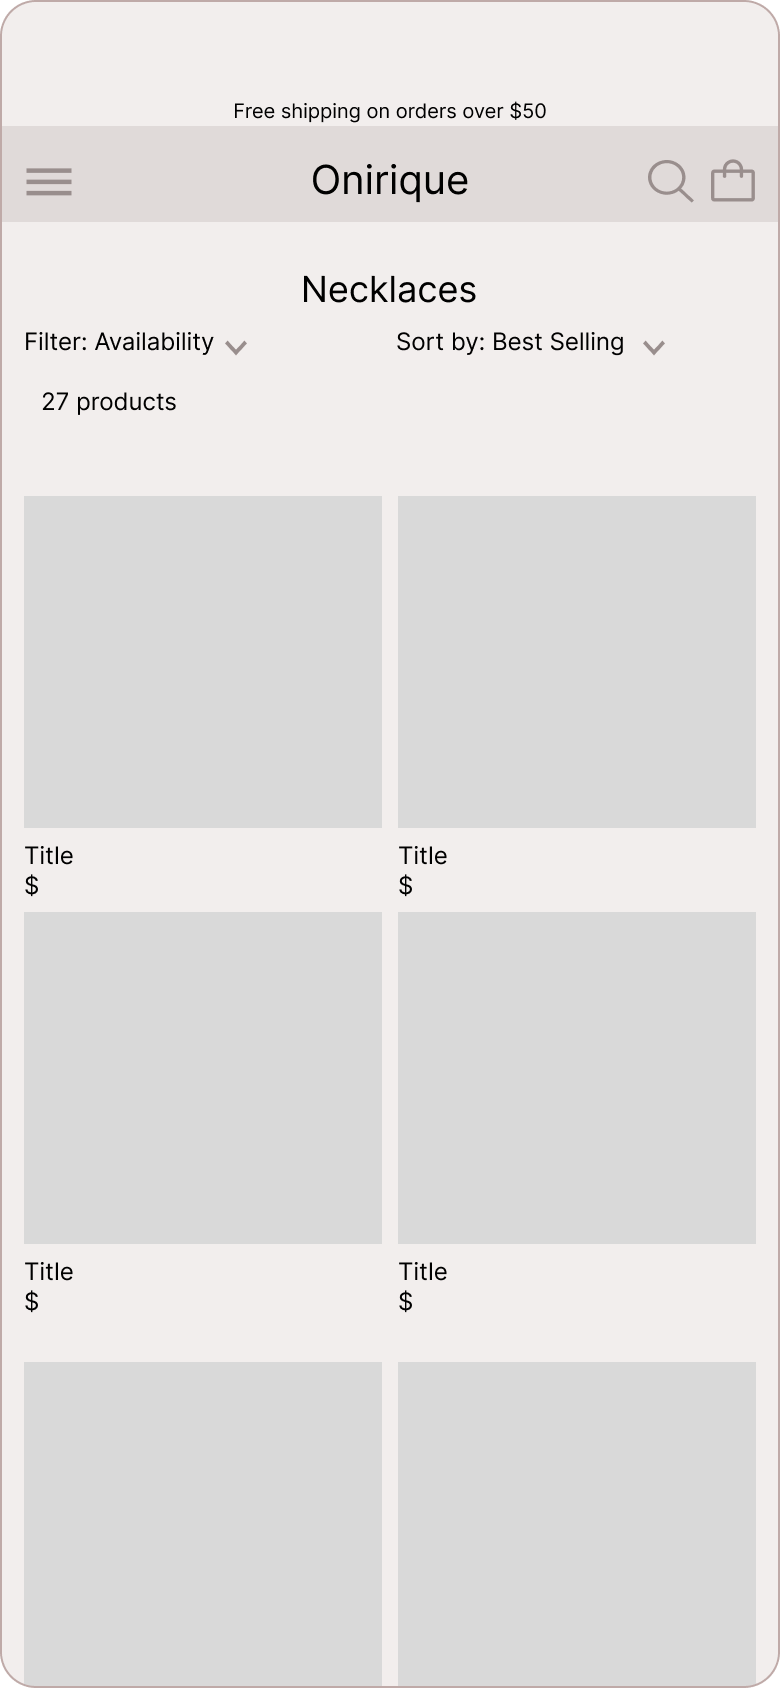 Free shipping on orders over $50
Onirique
Necklaces
Filter: Availability
Sort by: Best Selling
27 products
Title
$
Title
$
Title
$
Title
$